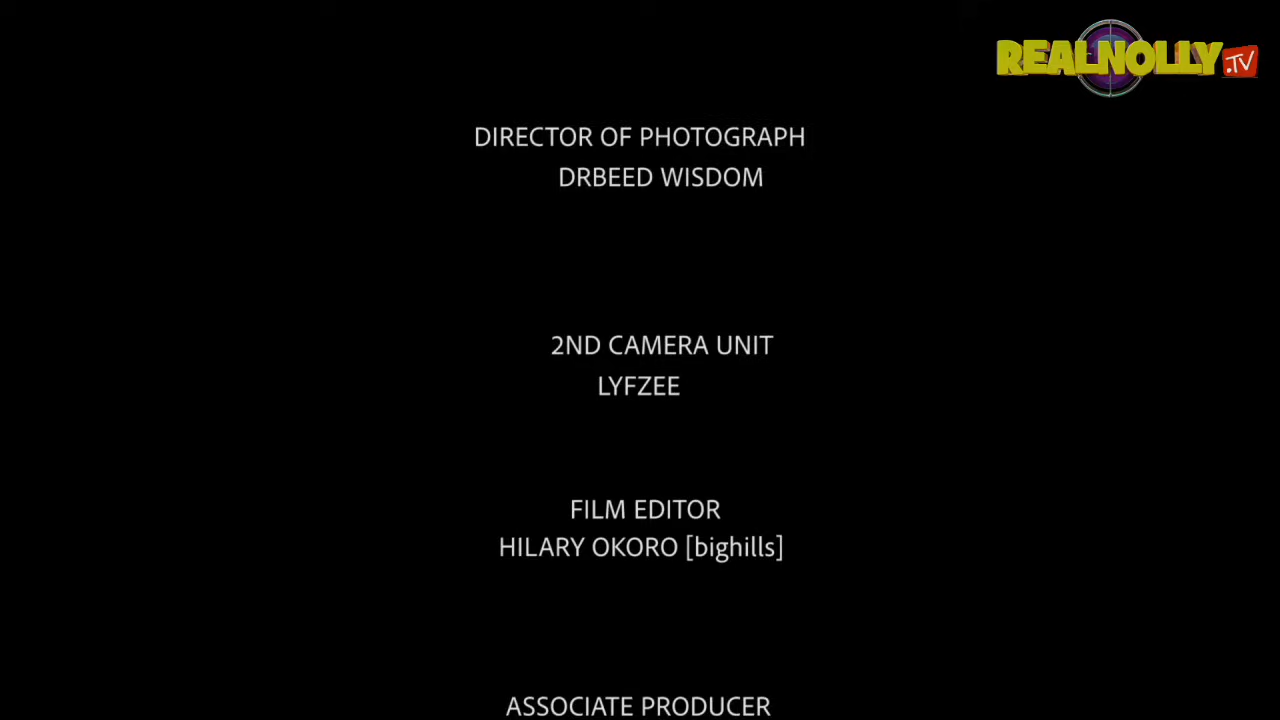 REALNOLLY.TV
DIRECTOR OF PHOTOGRAPH
DRBEED WISDOM
2ND CAMERA UNIT
LYFZEE
FILM EDITOR
HILARY OKORO [bighills]
ASSOCIATE PRODUCER